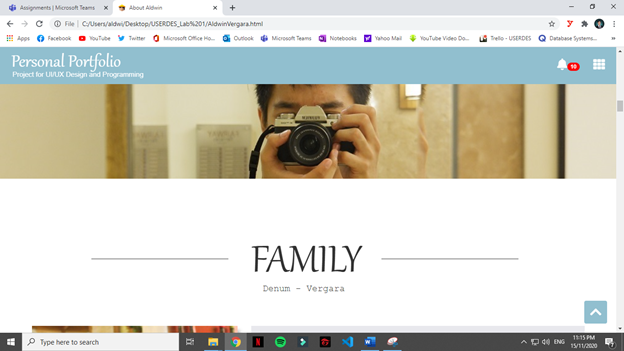 Assignments | Microsoft Teams
About Aldwin
File
C:/Users/aldwi/Desktop/USERDES_Lab%201/AldwinVergara.html
Apps
Facebook
YouTube
Twitter
Microsoft Office Ho...
Outlook
Microsoft Teams
Notebooks
Yahoo Mail
YouTube Video Do...
Trello - USERDES
Database Systems...
»
Personal Portfolio
Project for UI/UX Design and Programming
10
FAMILY
Denum - Vergara
Type here to search
ENG
11:15 PM
15/11/2020